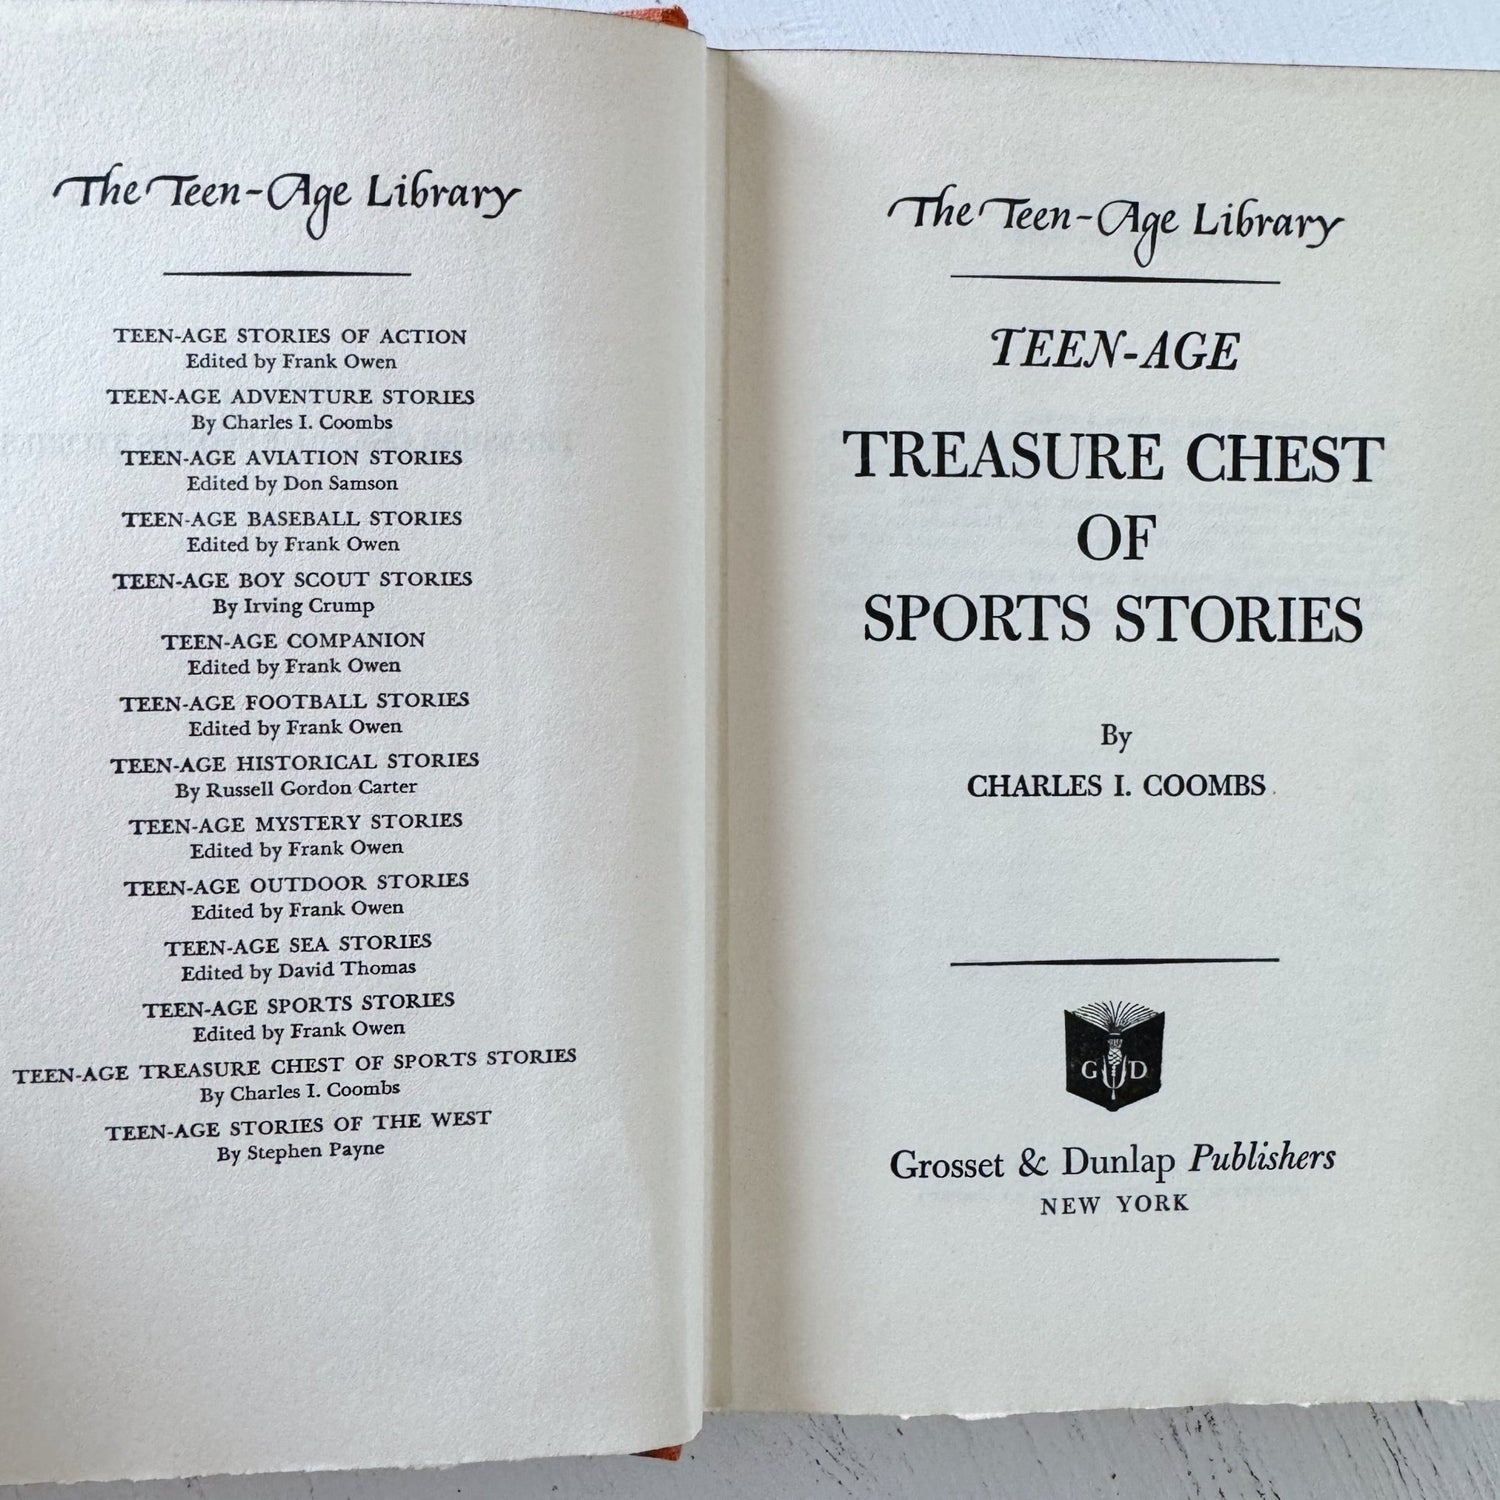 The Teen-Age Library
TEEN-AGE STORIES OF ACTION
Edited by Frank Owen
TEEN-AGE ADVENTURE STORIES
By Charles I. Coombs
TEEN-AGE AVIATION STORIES
Edited by Don Samson
TEEN-AGE BASEBALL STORIES
Edited by Frank Owen
TEEN-AGE BOY SCOUT STORIES
By Irving Crump
TEEN-AGE COMPANION
Edited by Frank Owen
TEEN-AGE FOOTBALL STORIES
Edited by Frank Owen
TEEN-AGE HISTORICAL STORIES
By Russell Gordon Carter
TEEN-AGE MYSTERY STORIES
Edited by Frank Owen
TEEN-AGE OUTDOOR STORIES
Edited by Frank Owen
TEEN-AGE SEA STORIES
Edited by David Thomas
TEEN-AGE SPORTS STORIES
Edited by Frank Owen
TEEN-AGE TREASURE CHEST OF SPORTS STORIES
By Charles I. Coombs
TEEN-AGE STORIES OF THE WEST
By Stephen Payne
The Teen-Age Library
TEEN-AGE
TREASURE CHEST
OF
SPORTS STORIES
By
CHARLES I. COOMBS
G D
Grosset & Dunlap Publishers
NEW YORK